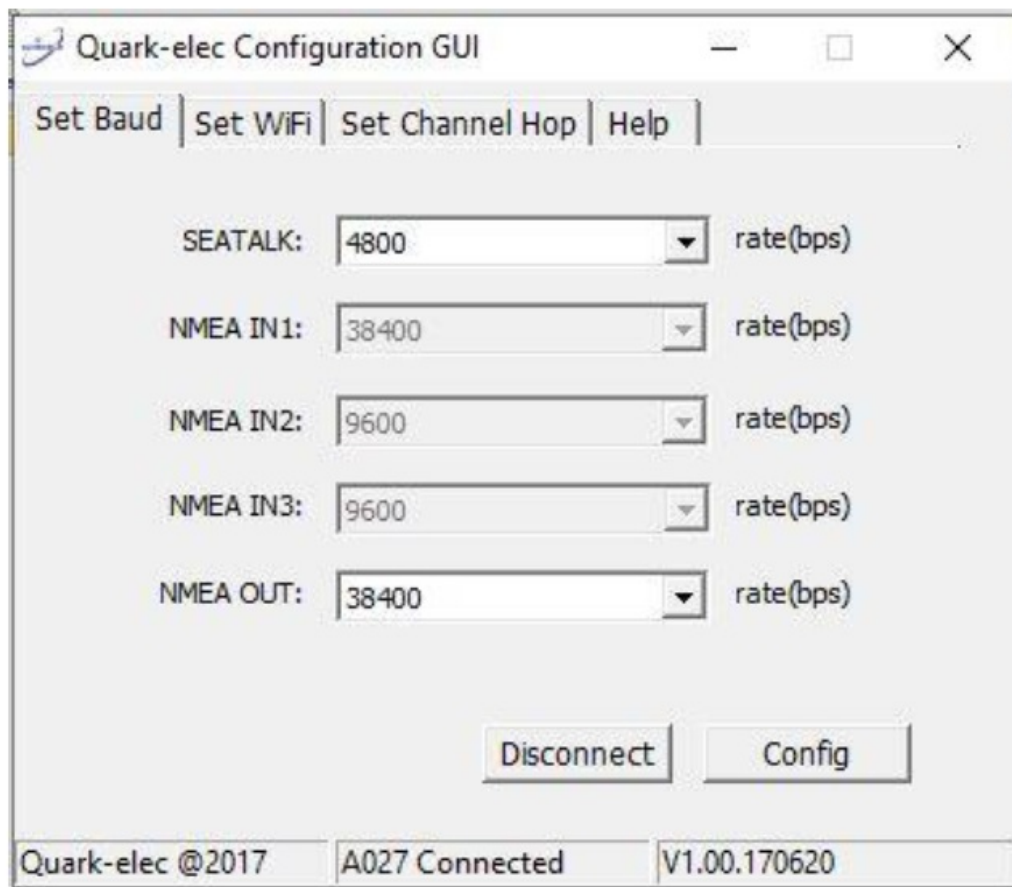 Quark-elec Configuration GUI
Set Baud Set WiFi Set Channel Hop Help
SEATALK: 4800 rate(bps)
NMEA IN1: 38400 rate(bps)
NMEA IN2: 9600 rate(bps)
NMEA IN3: 9600 rate(bps)
NMEA OUT: 38400 rate(bps)
Disconnect Config
Quark-elec @2017 A027 Connected V1.00.170620